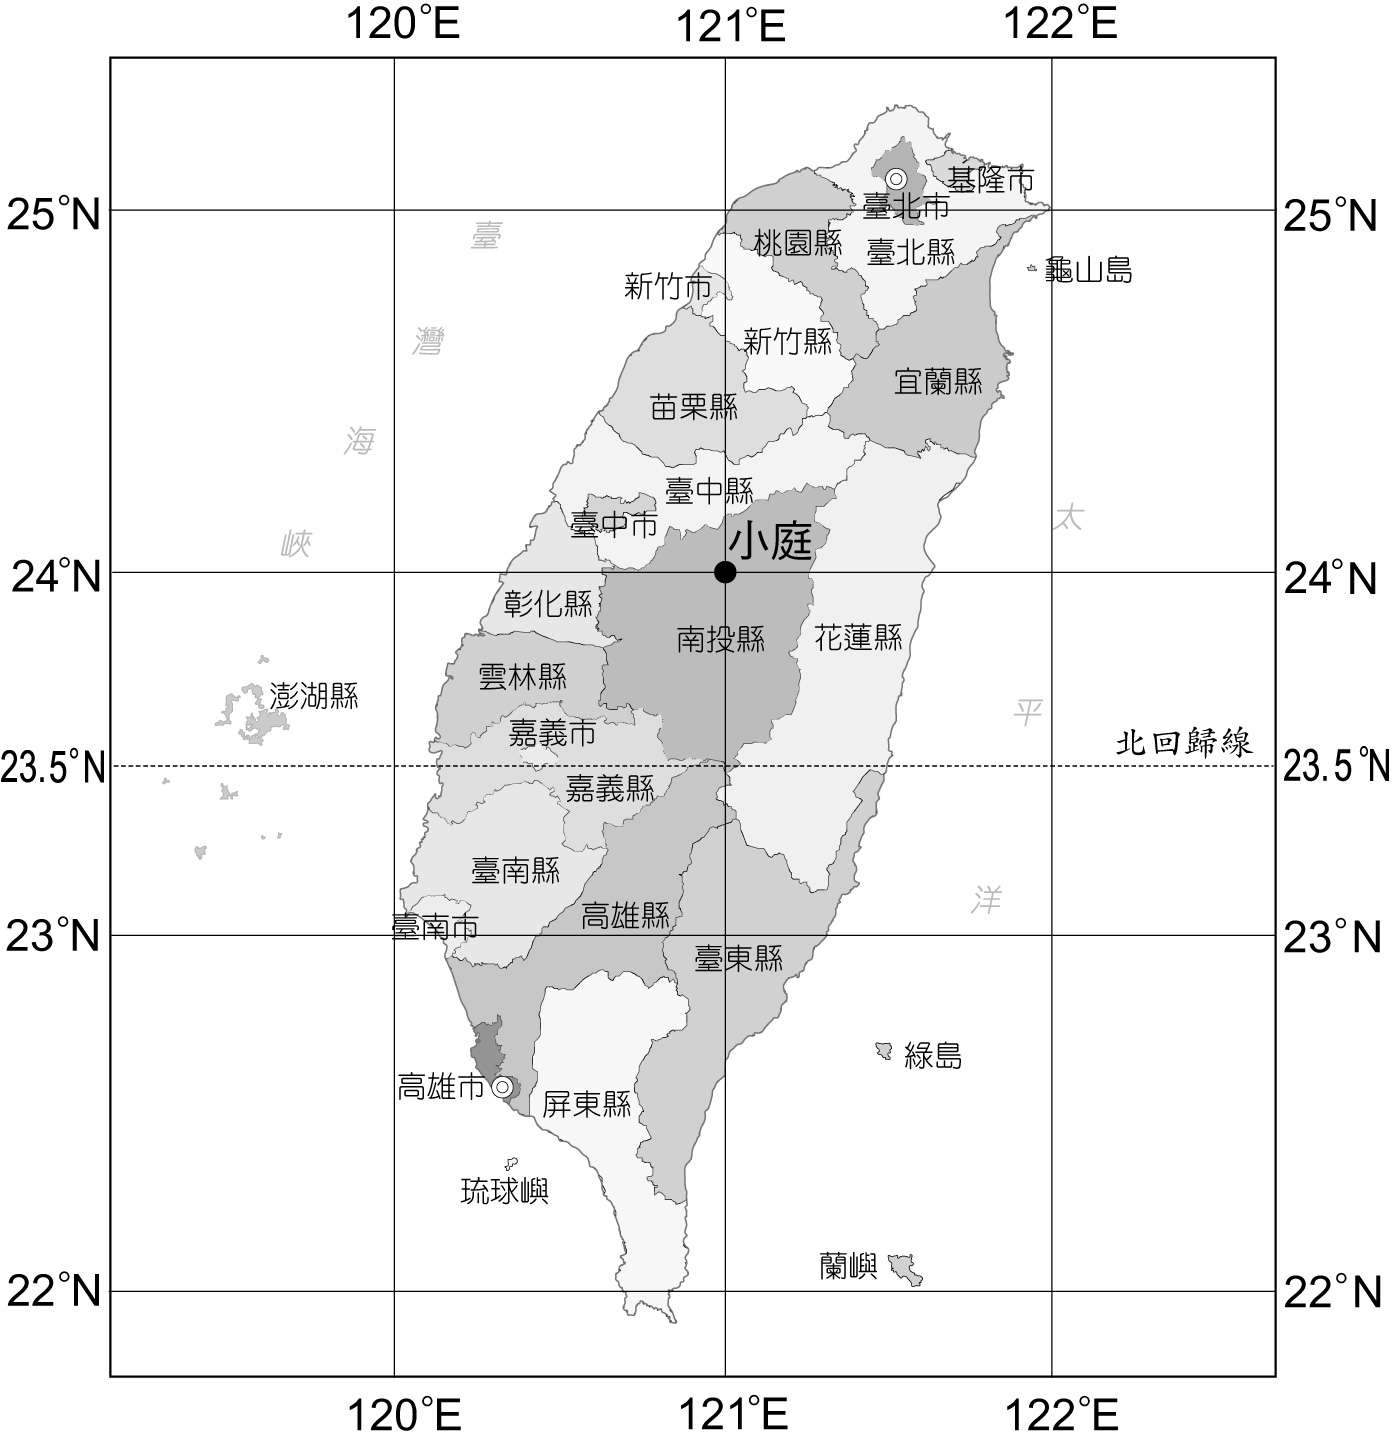 120°E 121°E 122°E
基隆市
臺北市
25°N 25°N
臺
桃園縣 臺北縣
龜山島
新竹市
灣 新竹縣
宜蘭縣
苗栗縣
海
臺中縣
臺中市 太
峽 小庭
24°N 24°N
彰化縣
南投縣 花蓮縣
雲林縣
澎湖縣
平
嘉義市 北回歸線
23.5°N 23.5°N
嘉義縣
臺南縣
洋
高雄縣
臺南市
23°N 23°N
臺東縣
綠島
高雄市
屏東縣
琉球嶼
蘭嶼
22°N 22°N
120°E 121°E 122°E